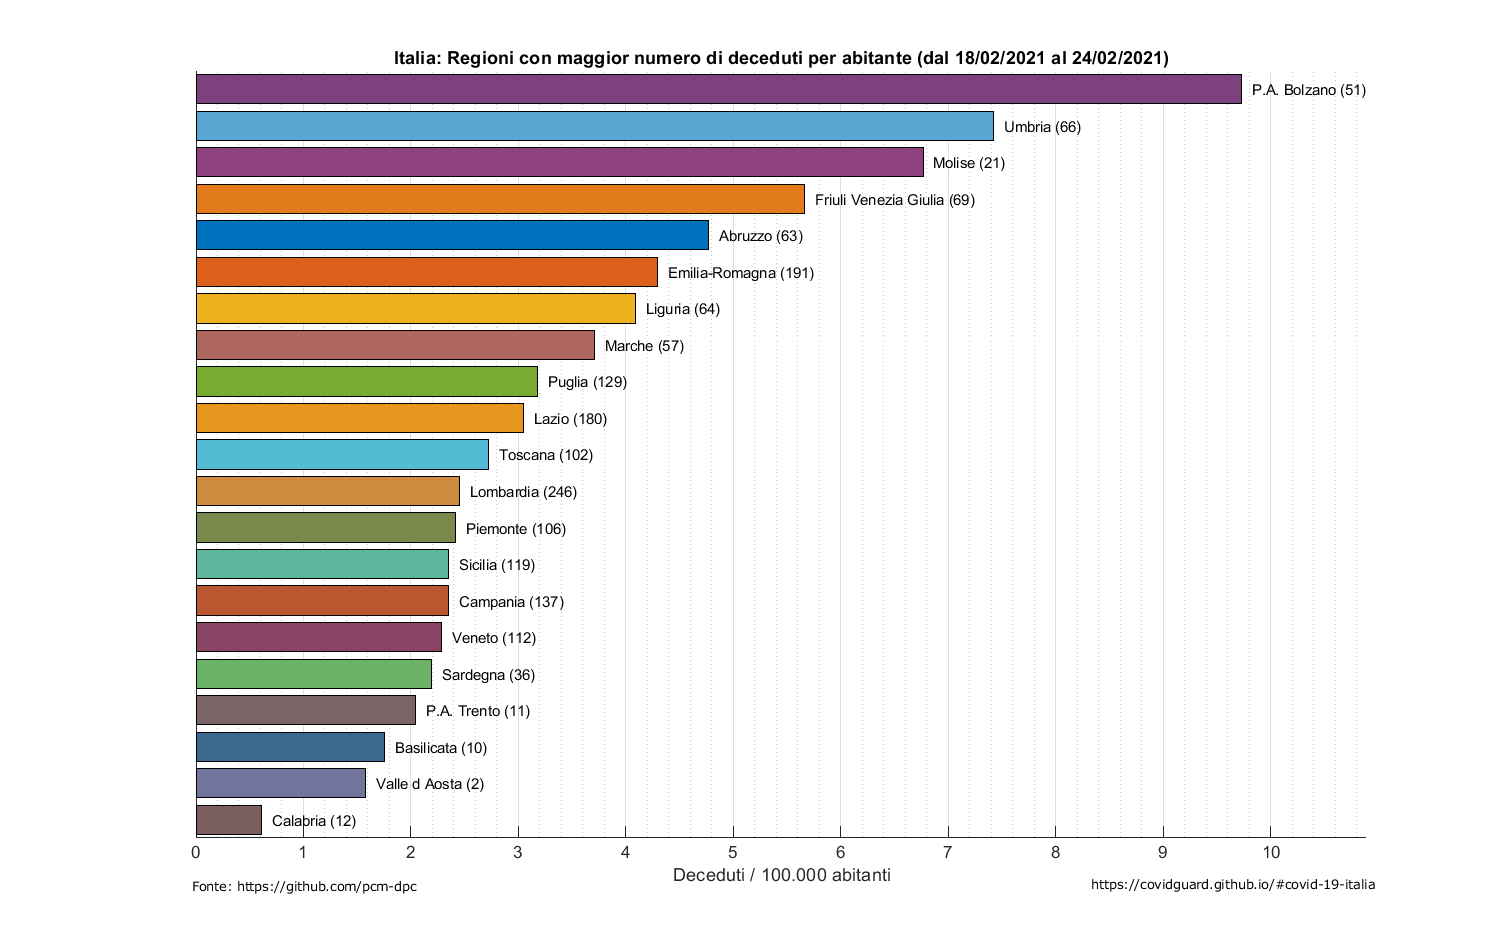 Italia: Regioni con maggior numero di deceduti per abitante (dal 18/02/2021 al 24/02/2021)
P.A. Bolzano (51)
Umbria (66)
Molise (21)
Friuli Venezia Giulia (69)
Abruzzo (63)
Emilia-Romagna (191)
Liguria (64)
Marche (57)
Puglia (129)
Lazio (180)
Toscana (102)
Lombardia (246)
Piemonte (106)
Sicilia (119)
Campania (137)
Veneto (112)
Sardegna (36)
P.A. Trento (11)
Basilicata (10)
Valle d Aosta (2)
Calabria (12)
0 1 2 3 4 5 6 7 8 9 10
Deceduti / 100.000 abitanti
Fonte: https://github.com/pcm-dpc
https://covidguard.github.io/#covid-19-italia